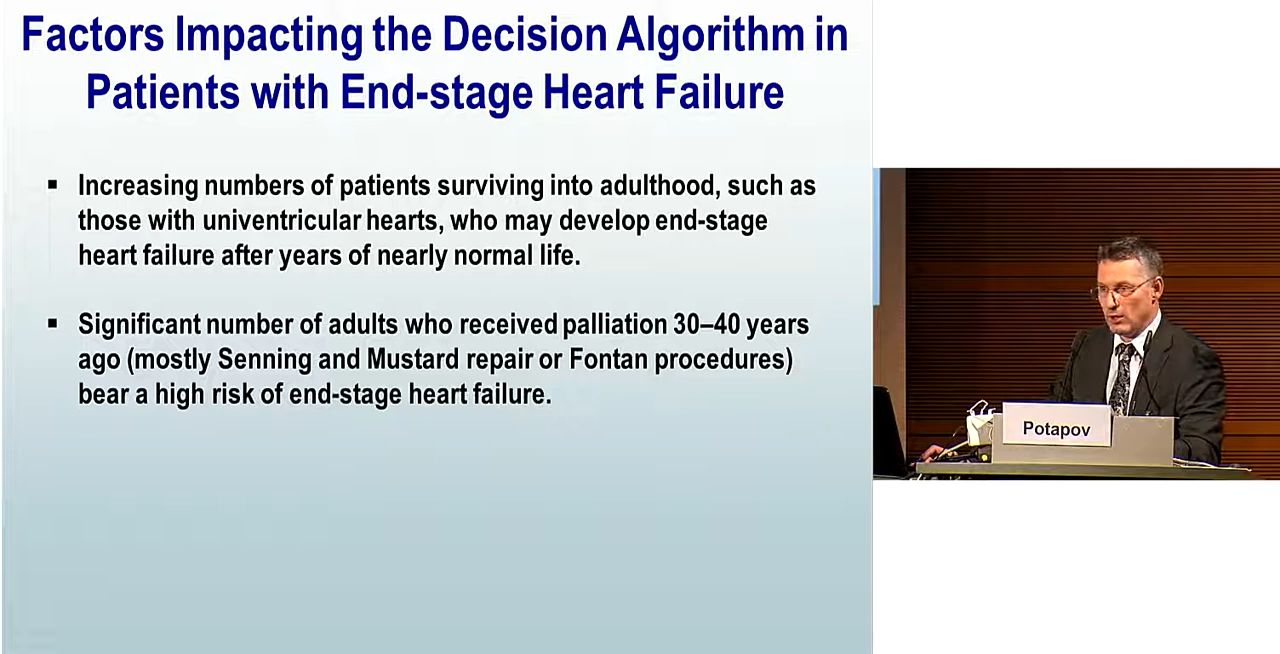 Factors Impacting the Decision Algorithm in
Patients with End-stage Heart Failure
▪ Increasing numbers of patients surviving into adulthood, such as
those with univentricular hearts, who may develop end-stage
heart failure after years of nearly normal life.
▪ Significant number of adults who received palliation 30–40 years
ago (mostly Senning and Mustard repair or Fontan procedures)
bear a high risk of end-stage heart failure.
Potapov